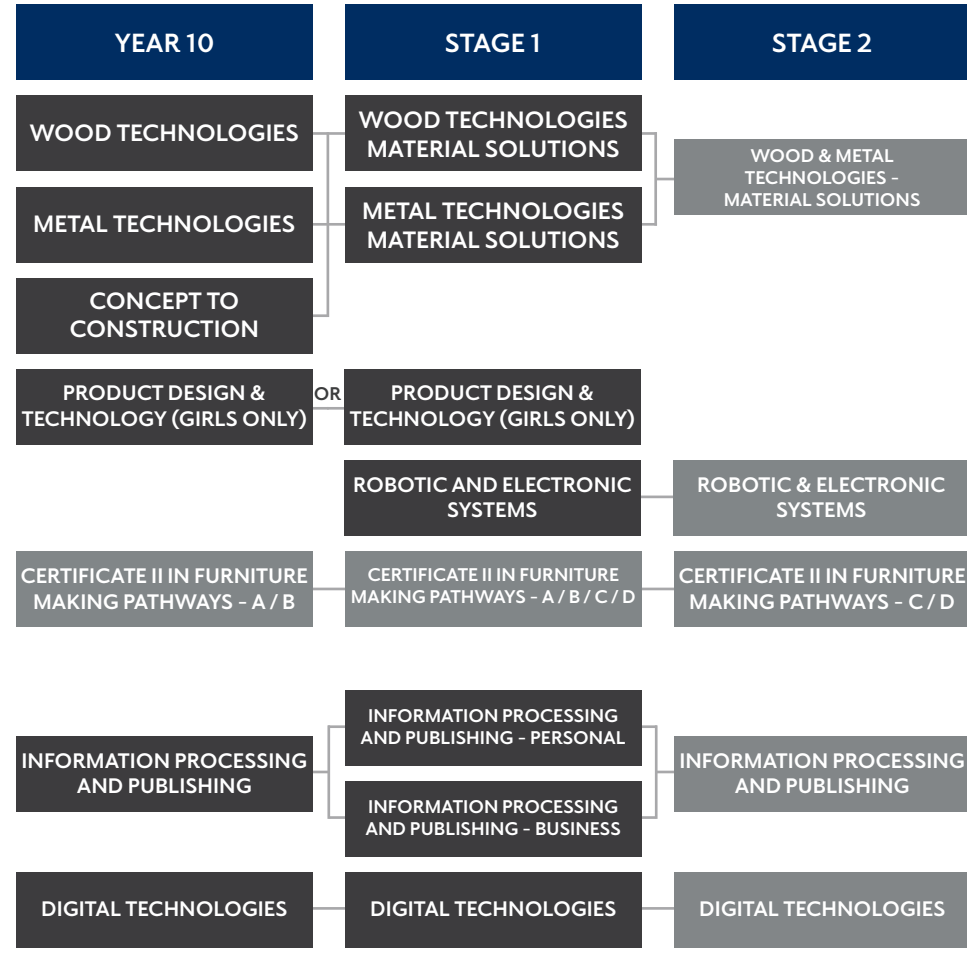 YEAR 10
STAGE 1
STAGE 2
WOOD TECHNOLOGIES
WOOD TECHNOLOGIES
MATERIAL SOLUTIONS
WOOD & METAL
TECHNOLOGIES -
MATERIAL SOLUTIONS
METAL TECHNOLOGIES
METAL TECHNOLOGIES
MATERIAL SOLUTIONS
CONCEPT TO
CONSTRUCTION
PRODUCT DESIGN &
TECHNOLOGY (GIRLS ONLY)
OR
PRODUCT DESIGN &
TECHNOLOGY (GIRLS ONLY)
ROBOTIC AND ELECTRONIC
SYSTEMS
ROBOTIC & ELECTRONIC
SYSTEMS
CERTIFICATE II IN FURNITURE
MAKING PATHWAYS - A / B
CERTIFICATE II IN FURNITURE
MAKING PATHWAYS - A / B / C / D
CERTIFICATE II IN FURNITURE
MAKING PATHWAYS - C / D
INFORMATION PROCESSING
AND PUBLISHING
INFORMATION PROCESSING
AND PUBLISHING - PERSONAL
INFORMATION PROCESSING
AND PUBLISHING - BUSINESS
INFORMATION PROCESSING
AND PUBLISHING
DIGITAL TECHNOLOGIES
DIGITAL TECHNOLOGIES
DIGITAL TECHNOLOGIES